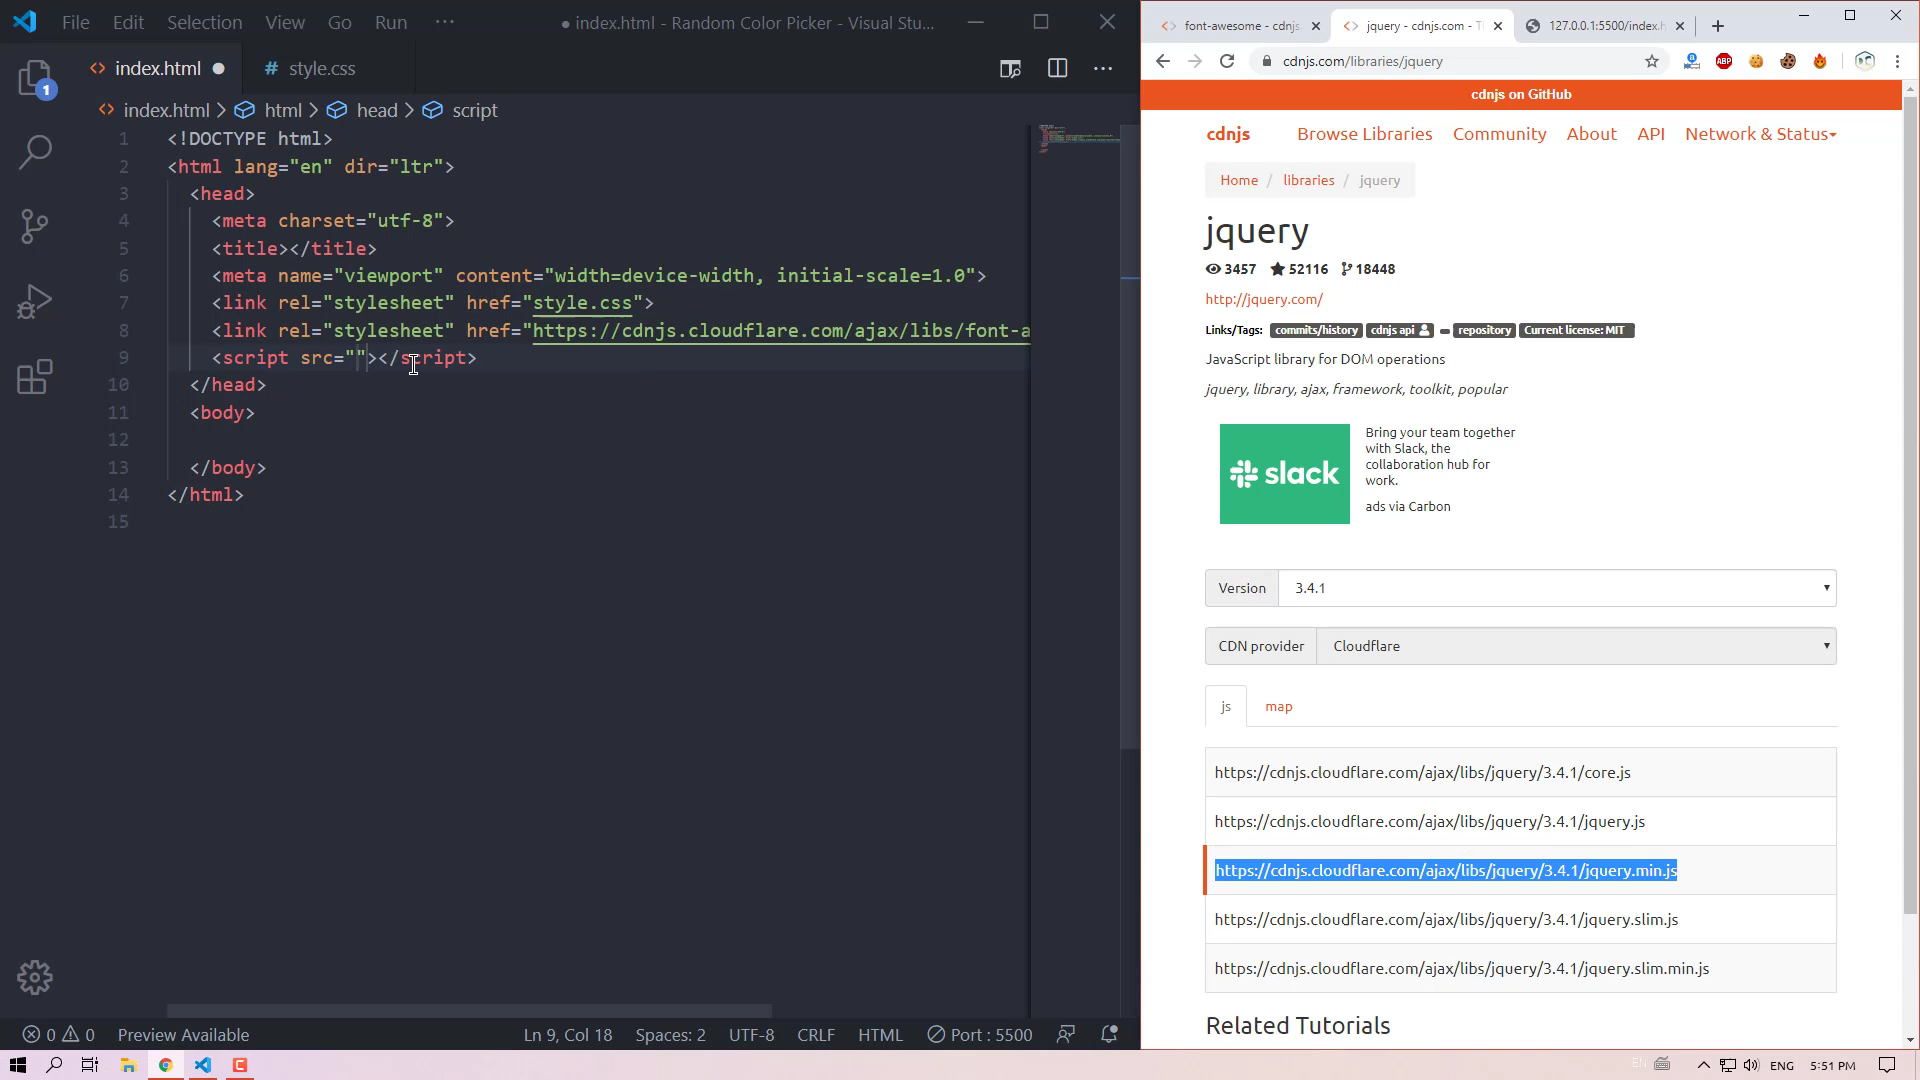 File Edit Selection View Go Run ···
● index.html - Random Color Picker - Visual Stu...
index.html ● # style.css
1
index.html > html > head > script
1 <!DOCTYPE html>
2 <html lang="en" dir="ltr">
3 <head>
4 <meta charset="utf-8">
5 <title></title>
6 <meta name="viewport" content="width=device-width, initial-scale=1.0">
7 <link rel="stylesheet" href="style.css">
8 <link rel="stylesheet" href="https://cdnjs.cloudflare.com/ajax/libs/font-a
9 <script src=""></script>
10 </head>
11 <body>
12
13 </body>
14 </html>
15
0 0 Preview Available Ln 9, Col 18 Spaces: 2 UTF-8 CRLF HTML Port : 5500
font-awesome - cdnjs
jquery - cdnjs.com - T
127.0.0.1:5500/index.h
cdnjs.com/libraries/jquery
ABP
cdnjs on GitHub
cdnjs Browse Libraries Community About API Network & Status
Home / libraries / jquery
jquery
3457 52116 18448
http://jquery.com/
Links/Tags: commits/history cdnjs api repository Current license: MIT
JavaScript library for DOM operations
jquery, library, ajax, framework, toolkit, popular
slack
Bring your team together
with Slack, the
collaboration hub for
work.
ads via Carbon
Version 3.4.1
CDN provider Cloudflare
js map
https://cdnjs.cloudflare.com/ajax/libs/jquery/3.4.1/core.js
https://cdnjs.cloudflare.com/ajax/libs/jquery/3.4.1/jquery.js
https://cdnjs.cloudflare.com/ajax/libs/jquery/3.4.1/jquery.min.js
https://cdnjs.cloudflare.com/ajax/libs/jquery/3.4.1/jquery.slim.js
https://cdnjs.cloudflare.com/ajax/libs/jquery/3.4.1/jquery.slim.min.js
Related Tutorials
ENG 5:51 PM